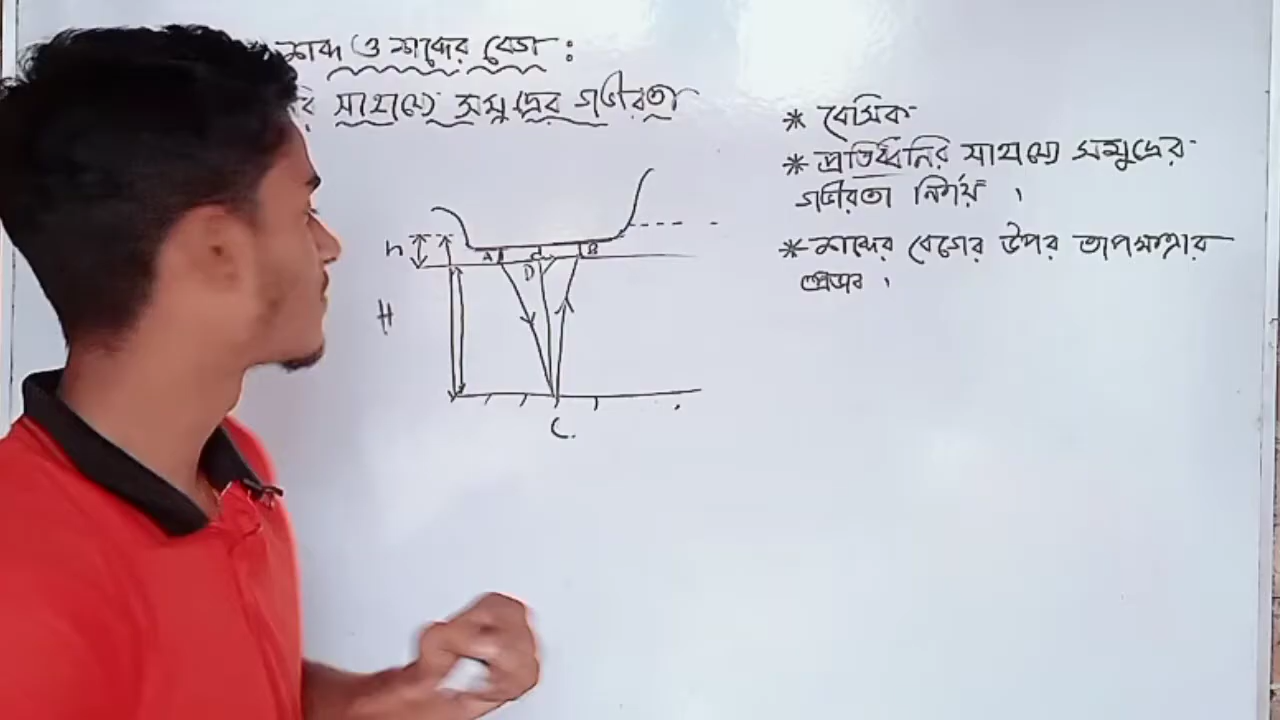 শব্দ ও শব্দের বেগ :
সাহায্যে সমুদ্রের গভীরতা
* বেসিক
* প্রতিধ্বনির সাহায্যে সমুদ্রের
গভীরতা নির্ণয় ।
* শব্দের বেগের উপর তাপমাত্রার
প্রভাব ।
h
A
B
D
H
C.